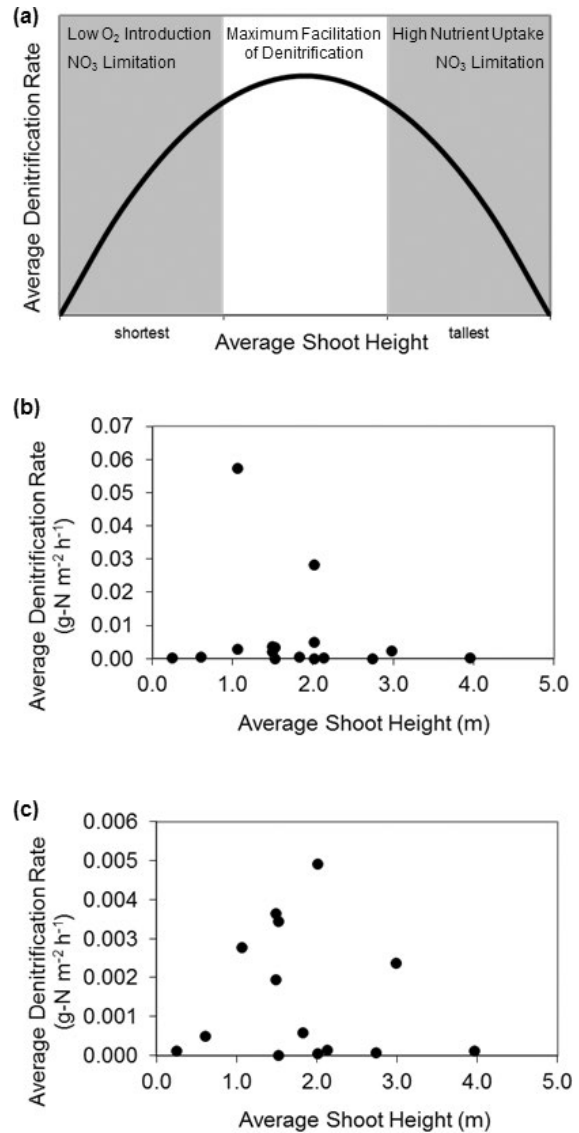 (a)
Low O₂ Introduction
NO₃ Limitation
Maximum Facilitation
of Denitrification
High Nutrient Uptake
NO₃ Limitation
Average Denitrification Rate
shortest
Average Shoot Height
tallest
(b)
Average Denitrification Rate
(g-N m⁻² h⁻¹)
0.07
0.06
0.05
0.04
0.03
0.02
0.01
0.00
0.0 1.0 2.0 3.0 4.0 5.0
Average Shoot Height (m)
(c)
Average Denitrification Rate
(g-N m⁻² h⁻¹)
0.006
0.005
0.004
0.003
0.002
0.001
0.000
0.0 1.0 2.0 3.0 4.0 5.0
Average Shoot Height (m)